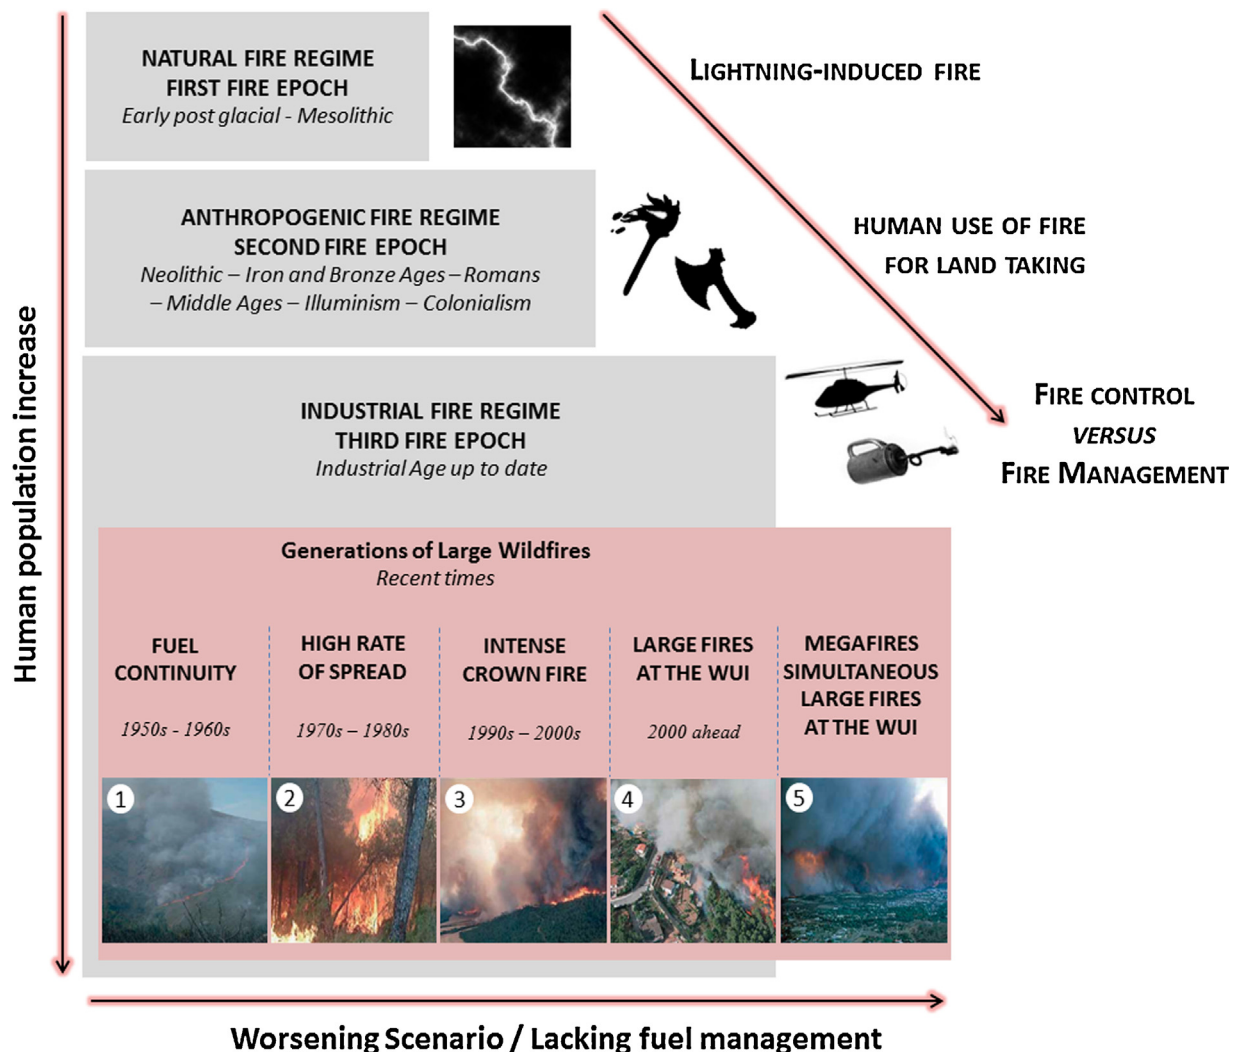 NATURAL FIRE REGIME
FIRST FIRE EPOCH
Early post glacial - Mesolithic
LIGHTNING-INDUCED FIRE
ANTHROPOGENIC FIRE REGIME
SECOND FIRE EPOCH
Neolithic – Iron and Bronze Ages – Romans
– Middle Ages – Illuminism – Colonialism
HUMAN USE OF FIRE
FOR LAND TAKING
INDUSTRIAL FIRE REGIME
THIRD FIRE EPOCH
Industrial Age up to date
FIRE CONTROL
VERSUS
FIRE MANAGEMENT
Human population increase
Generations of Large Wildfires
Recent times
FUEL
CONTINUITY
1950s - 1960s
HIGH RATE
OF SPREAD
1970s – 1980s
INTENSE
CROWN FIRE
1990s – 2000s
LARGE FIRES
AT THE WUI
2000 ahead
MEGAFIRES
SIMULTANEOUS
LARGE FIRES
AT THE WUI
1
2
3
4
5
Worsening Scenario / Lacking fuel management